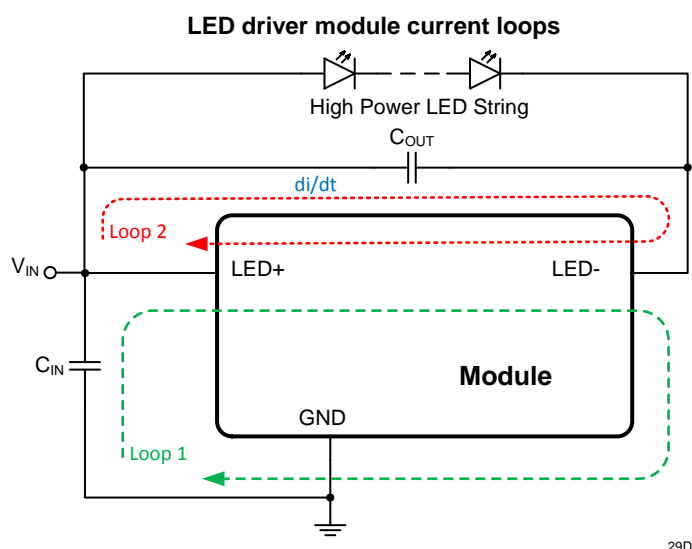 LED driver module current loops
High Power LED String
COUT
di/dt
Loop 2
VIN
LED+
LED-
CIN
Module
GND
Loop 1
29D